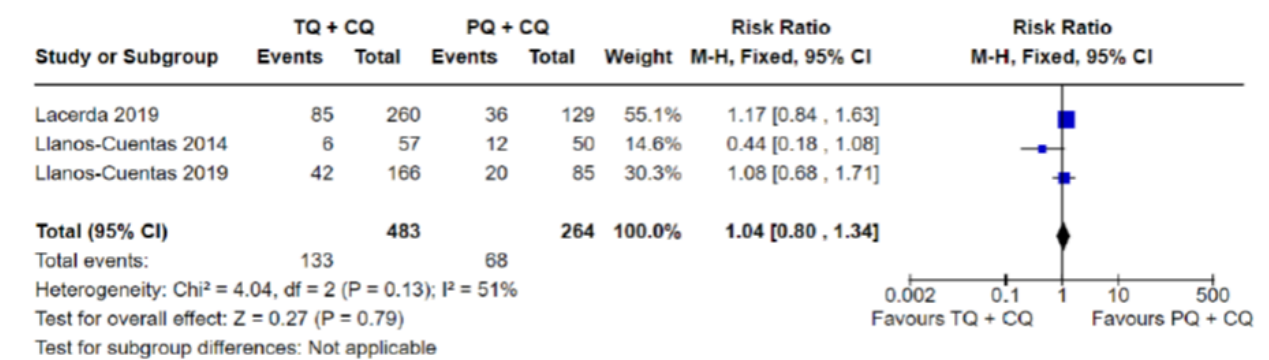 TQ + CQ PQ + CQ Risk Ratio Risk Ratio
Study or Subgroup Events Total Events Total Weight M-H, Fixed, 95% CI M-H, Fixed, 95% CI
Lacerda 2019 85 260 36 129 55.1% 1.17 [0.84 , 1.63]
Llanos-Cuentas 2014 6 57 12 50 14.6% 0.44 [0.18 , 1.08]
Llanos-Cuentas 2019 42 166 20 85 30.3% 1.08 [0.68 , 1.71]
Total (95% CI) 483 264 100.0% 1.04 [0.80 , 1.34]
Total events: 133 68
Heterogeneity: Chi² = 4.04, df = 2 (P = 0.13); I² = 51%
0.002 0.1 1 10 500
Test for overall effect: Z = 0.27 (P = 0.79)
Favours TQ + CQ Favours PQ + CQ
Test for subgroup differences: Not applicable